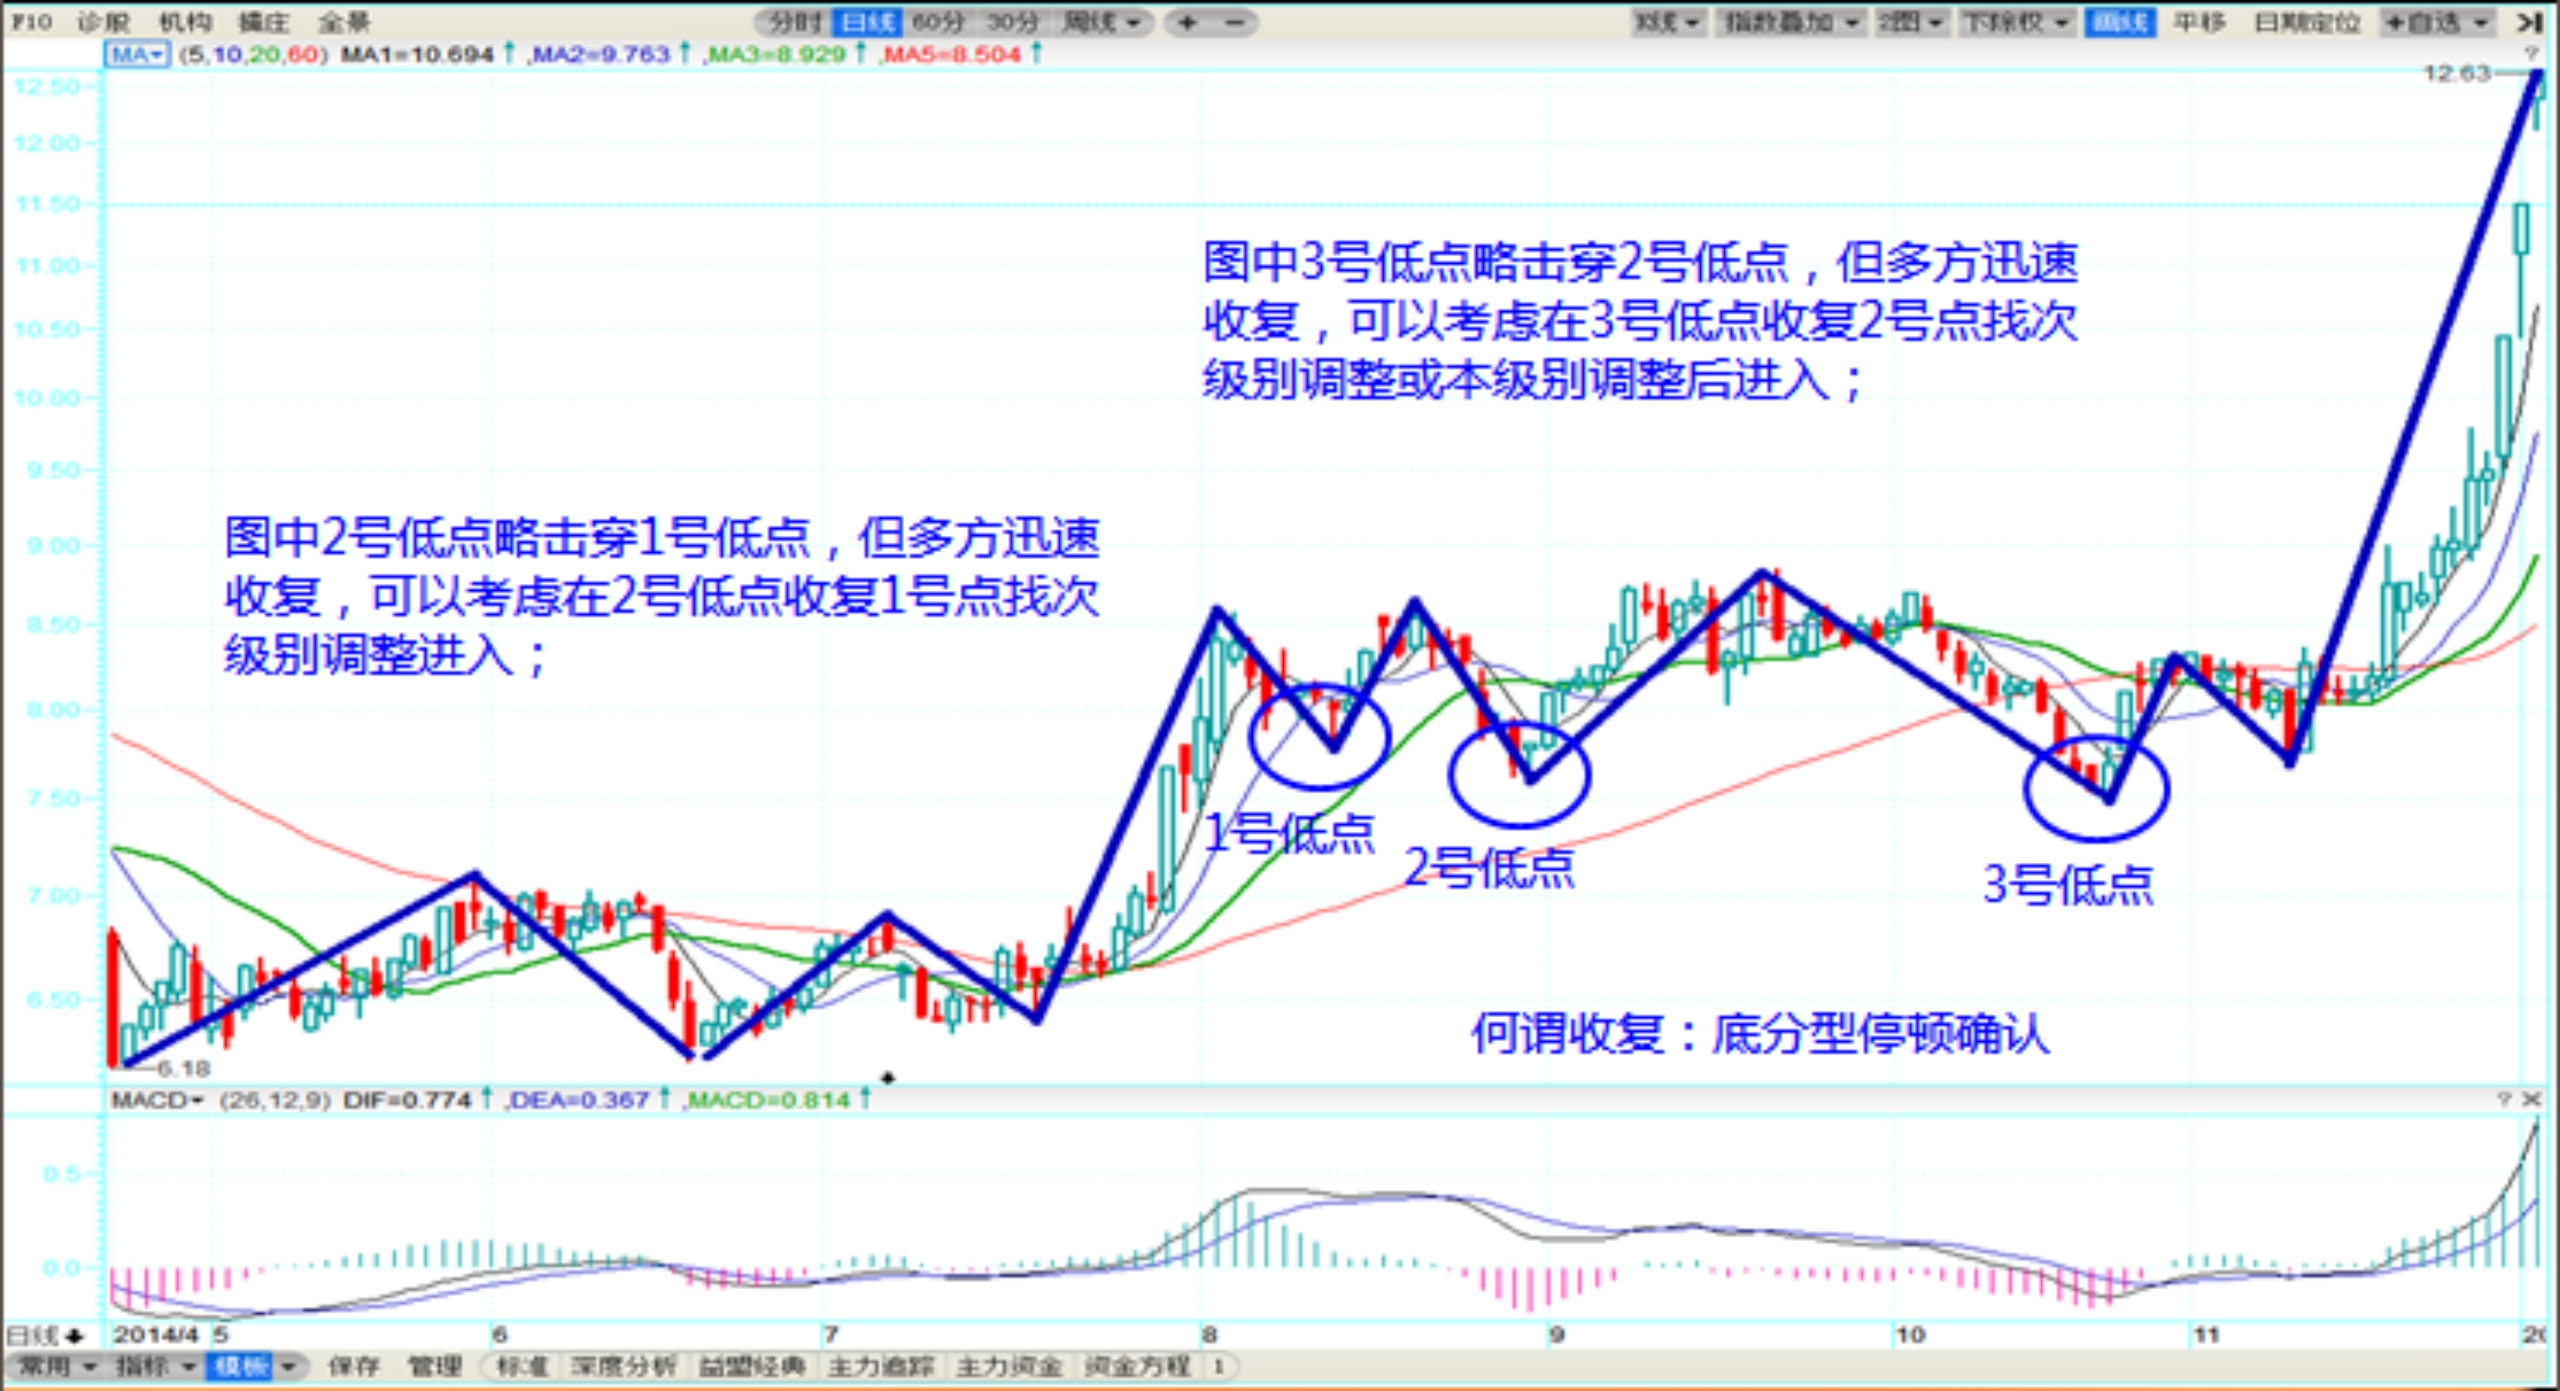 F10 诊股 机构 擒庄 全景 分时 日线 60分 30分 周线 + - K线 指数叠加 2图 下除权 画线 平移 日期定位 +自选
MA (5,10,20,60) MA1=10.694↑ ,MA2=9.763↑ ,MA3=8.929↑ ,MA5=8.504↑ ?
12.63
12.50
12.00
11.50
11.00
10.50
10.00
9.50
9.00
8.50
8.00
7.50
7.00
6.50
图中3号低点略击穿2号低点，但多方迅速
收复，可以考虑在3号低点收复2号点找次
级别调整或本级别调整后进入；
图中2号低点略击穿1号低点，但多方迅速
收复，可以考虑在2号低点收复1号点找次
级别调整进入；
1号低点
2号低点
3号低点
何谓收复：底分型停顿确认
6.18
MACD (26,12,9) DIF=0.774↑ ,DEA=0.367↑ ,MACD=0.814↑ ? ×
0.5
0.0
日线 2014/4 5 6 7 8 9 10 11
常用 指标 模板 保存 管理 标准 深度分析 益盟经典 主力追踪 主力资金 资金方程 1